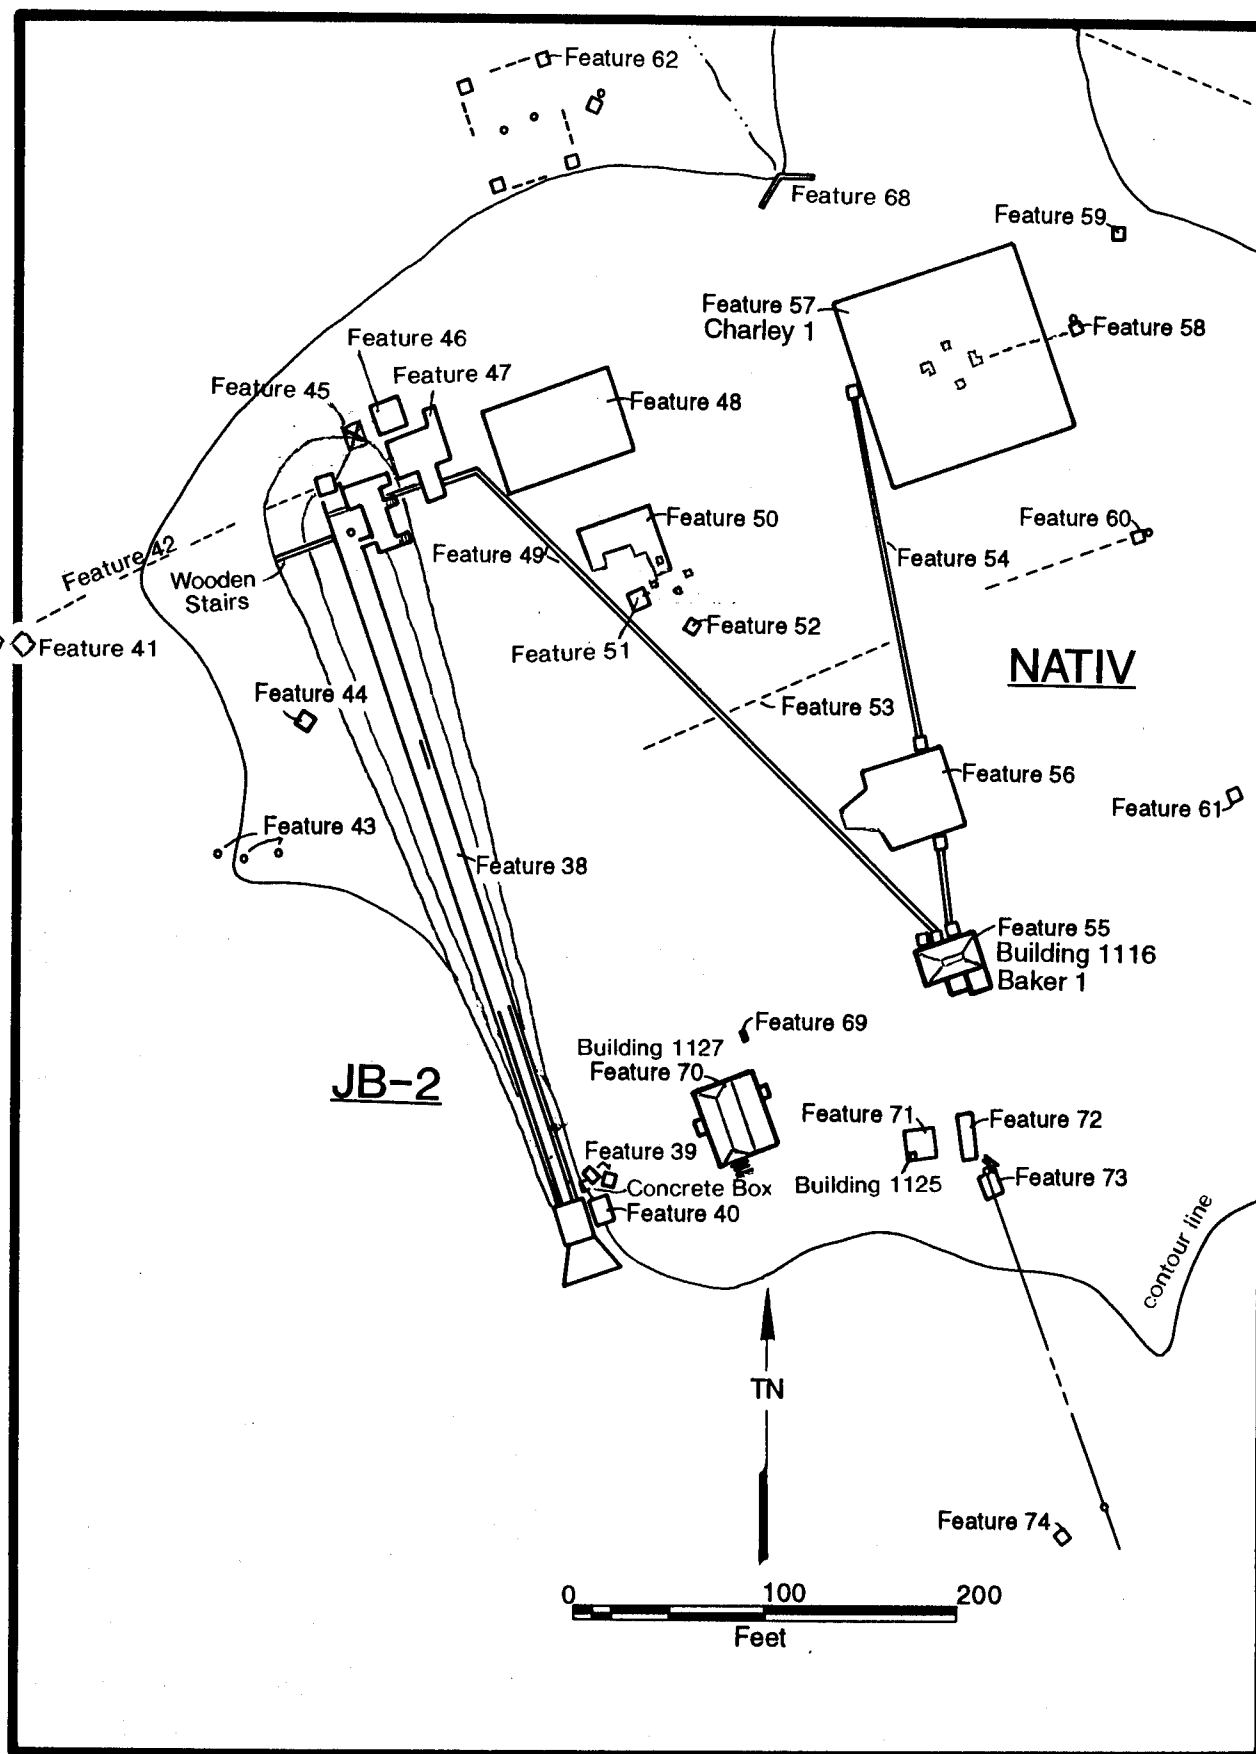 Feature 62
Feature 68
Feature 59
Feature 57
Charley 1
Feature 58
Feature 46
Feature 47
Feature 45
Feature 48
Feature 50
Feature 60
Feature 42
Feature 49
Feature 54
Wooden
Stairs
Feature 52
Feature 41
Feature 51
NATIV
Feature 44
Feature 53
Feature 56
Feature 61
Feature 43
Feature 38
Feature 55
Building 1116
Baker 1
Feature 69
Building 1127
Feature 70
JB-2
Feature 71
Feature 72
Feature 39
Feature 73
Concrete Box
Building 1125
Feature 40
contour line
TN
Feature 74
0 100 200
Feet